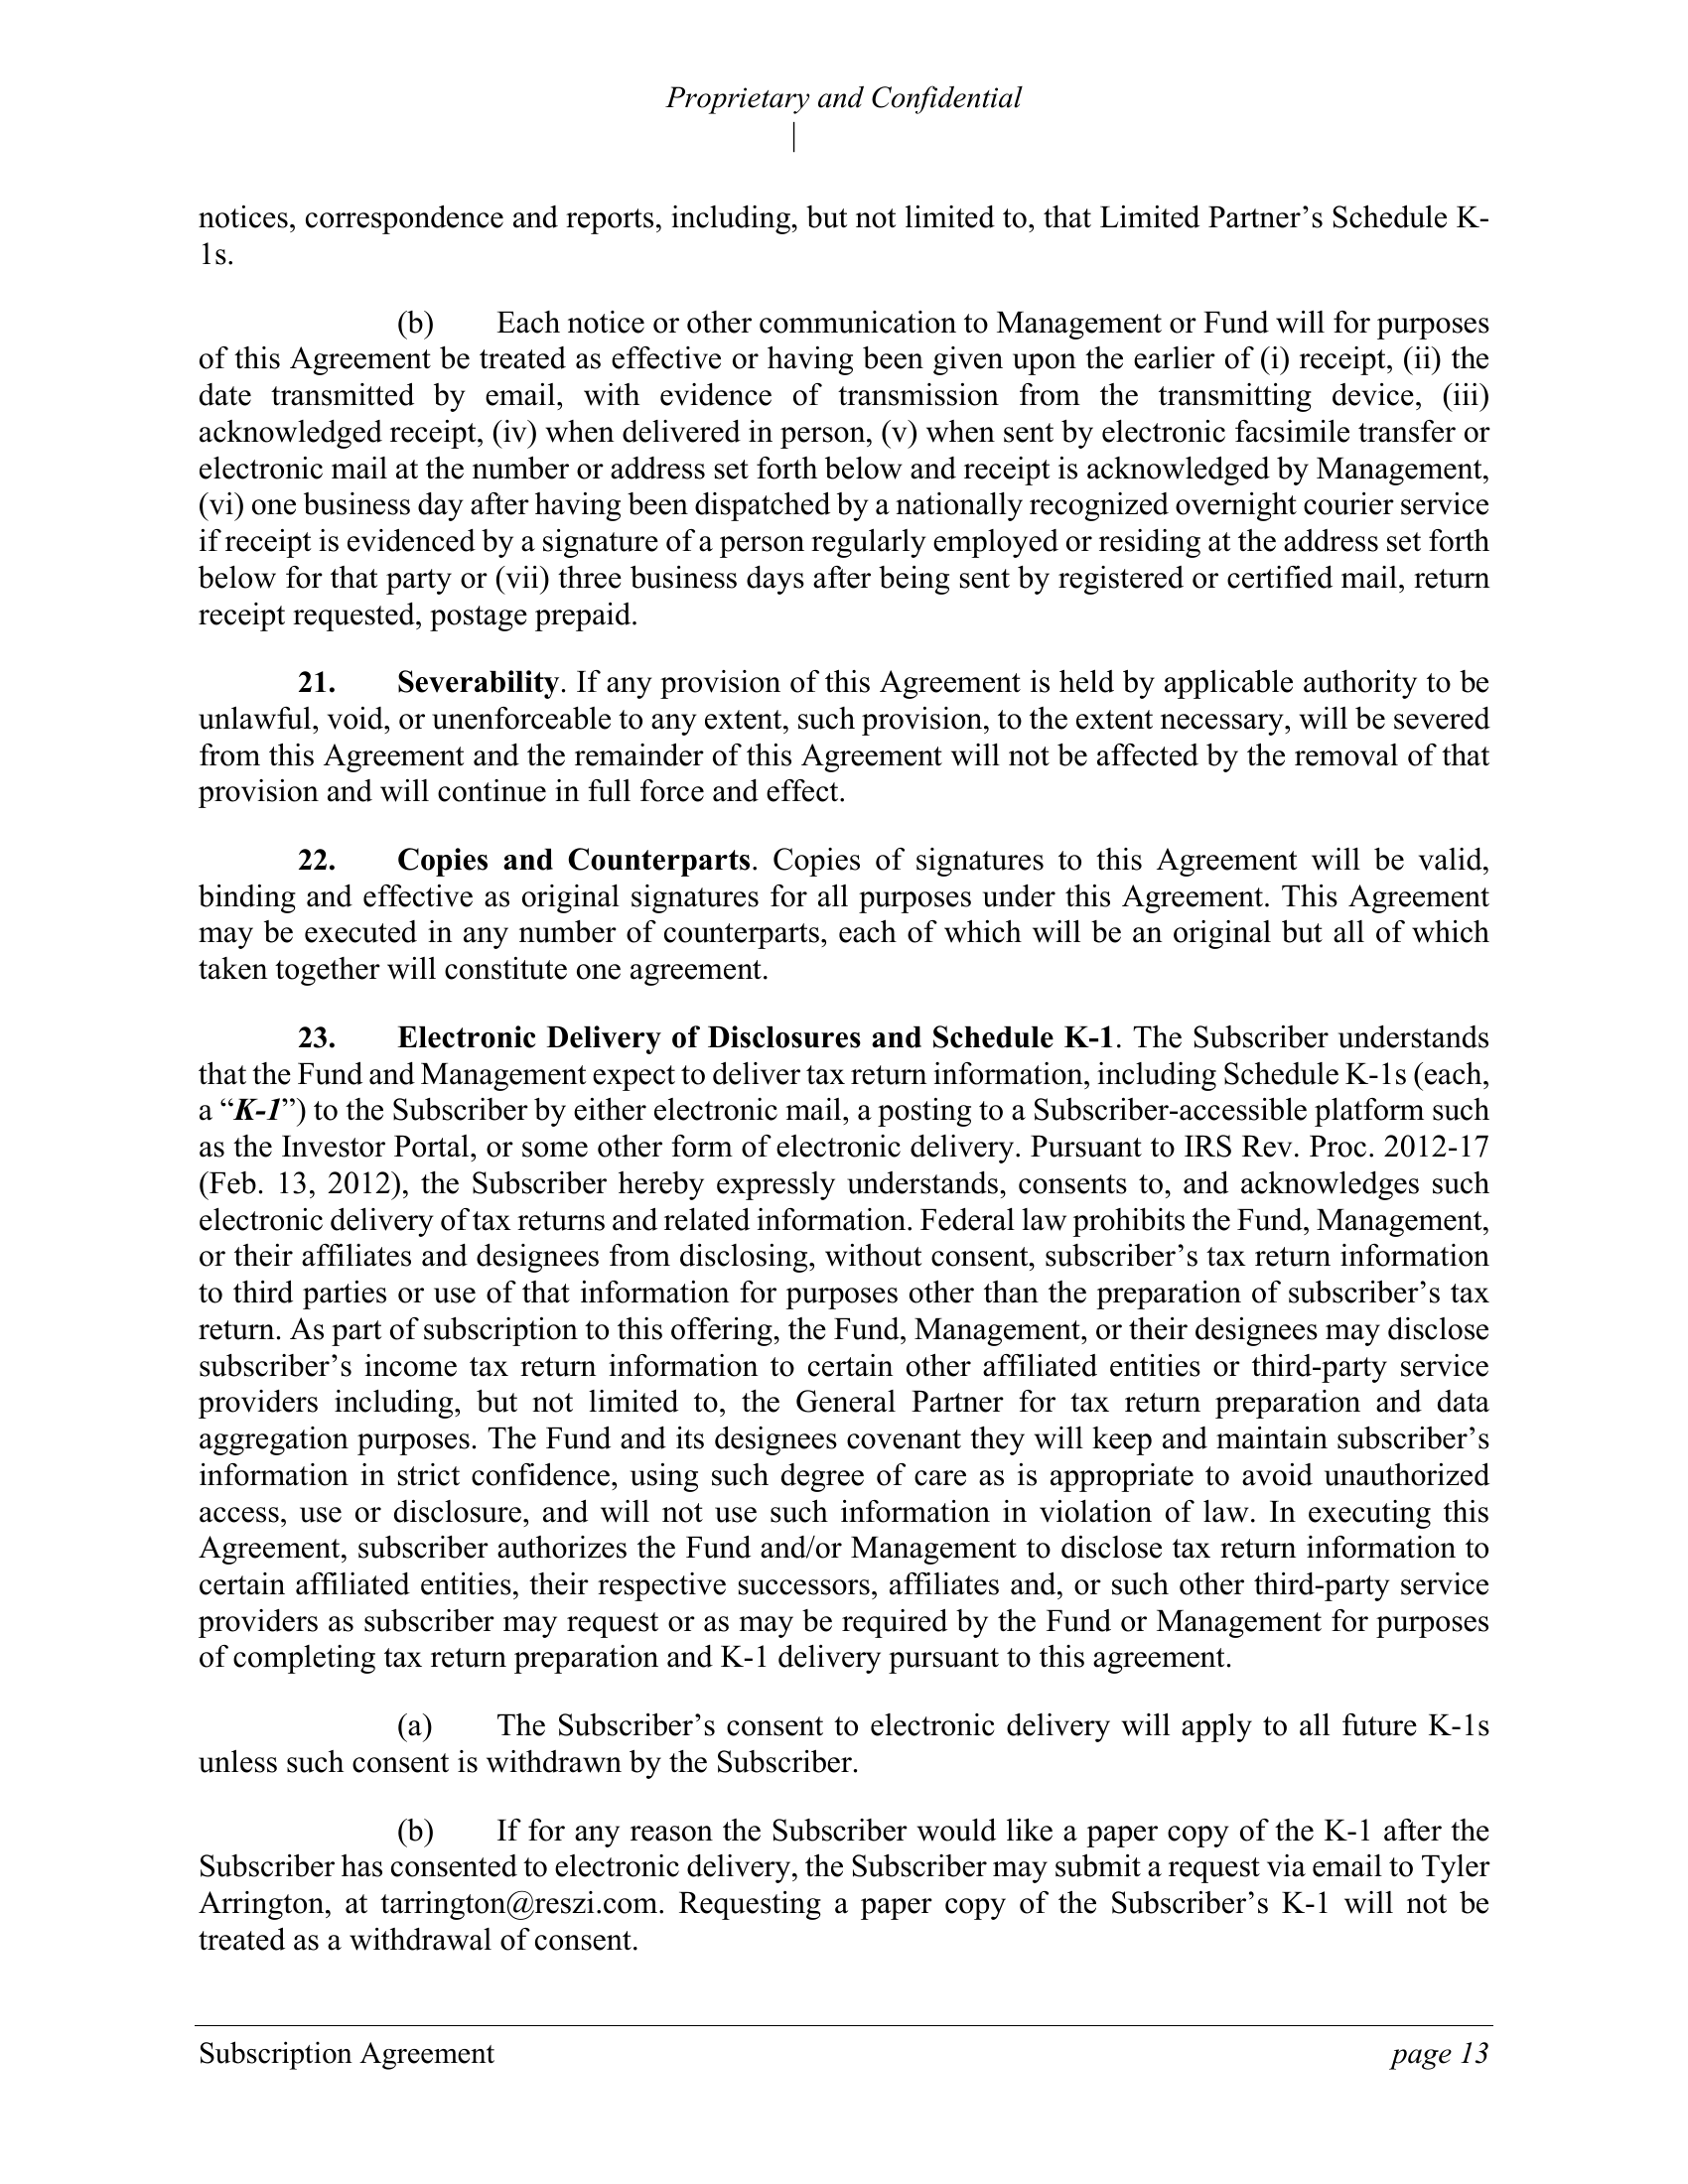 Proprietary and Confidential
|
notices, correspondence and reports, including, but not limited to, that Limited Partner’s Schedule K-
1s.
(b) Each notice or other communication to Management or Fund will for purposes
of this Agreement be treated as effective or having been given upon the earlier of (i) receipt, (ii) the
date transmitted by email, with evidence of transmission from the transmitting device, (iii)
acknowledged receipt, (iv) when delivered in person, (v) when sent by electronic facsimile transfer or
electronic mail at the number or address set forth below and receipt is acknowledged by Management,
(vi) one business day after having been dispatched by a nationally recognized overnight courier service
if receipt is evidenced by a signature of a person regularly employed or residing at the address set forth
below for that party or (vii) three business days after being sent by registered or certified mail, return
receipt requested, postage prepaid.
21. Severability. If any provision of this Agreement is held by applicable authority to be
unlawful, void, or unenforceable to any extent, such provision, to the extent necessary, will be severed
from this Agreement and the remainder of this Agreement will not be affected by the removal of that
provision and will continue in full force and effect.
22. Copies and Counterparts. Copies of signatures to this Agreement will be valid,
binding and effective as original signatures for all purposes under this Agreement. This Agreement
may be executed in any number of counterparts, each of which will be an original but all of which
taken together will constitute one agreement.
23. Electronic Delivery of Disclosures and Schedule K-1. The Subscriber understands
that the Fund and Management expect to deliver tax return information, including Schedule K-1s (each,
a “K-1”) to the Subscriber by either electronic mail, a posting to a Subscriber-accessible platform such
as the Investor Portal, or some other form of electronic delivery. Pursuant to IRS Rev. Proc. 2012-17
(Feb. 13, 2012), the Subscriber hereby expressly understands, consents to, and acknowledges such
electronic delivery of tax returns and related information. Federal law prohibits the Fund, Management,
or their affiliates and designees from disclosing, without consent, subscriber’s tax return information
to third parties or use of that information for purposes other than the preparation of subscriber’s tax
return. As part of subscription to this offering, the Fund, Management, or their designees may disclose
subscriber’s income tax return information to certain other affiliated entities or third-party service
providers including, but not limited to, the General Partner for tax return preparation and data
aggregation purposes. The Fund and its designees covenant they will keep and maintain subscriber’s
information in strict confidence, using such degree of care as is appropriate to avoid unauthorized
access, use or disclosure, and will not use such information in violation of law. In executing this
Agreement, subscriber authorizes the Fund and/or Management to disclose tax return information to
certain affiliated entities, their respective successors, affiliates and, or such other third-party service
providers as subscriber may request or as may be required by the Fund or Management for purposes
of completing tax return preparation and K-1 delivery pursuant to this agreement.
(a) The Subscriber’s consent to electronic delivery will apply to all future K-1s
unless such consent is withdrawn by the Subscriber.
(b) If for any reason the Subscriber would like a paper copy of the K-1 after the
Subscriber has consented to electronic delivery, the Subscriber may submit a request via email to Tyler
Arrington, at tarrington@reszi.com. Requesting a paper copy of the Subscriber’s K-1 will not be
treated as a withdrawal of consent.
Subscription Agreement page 13